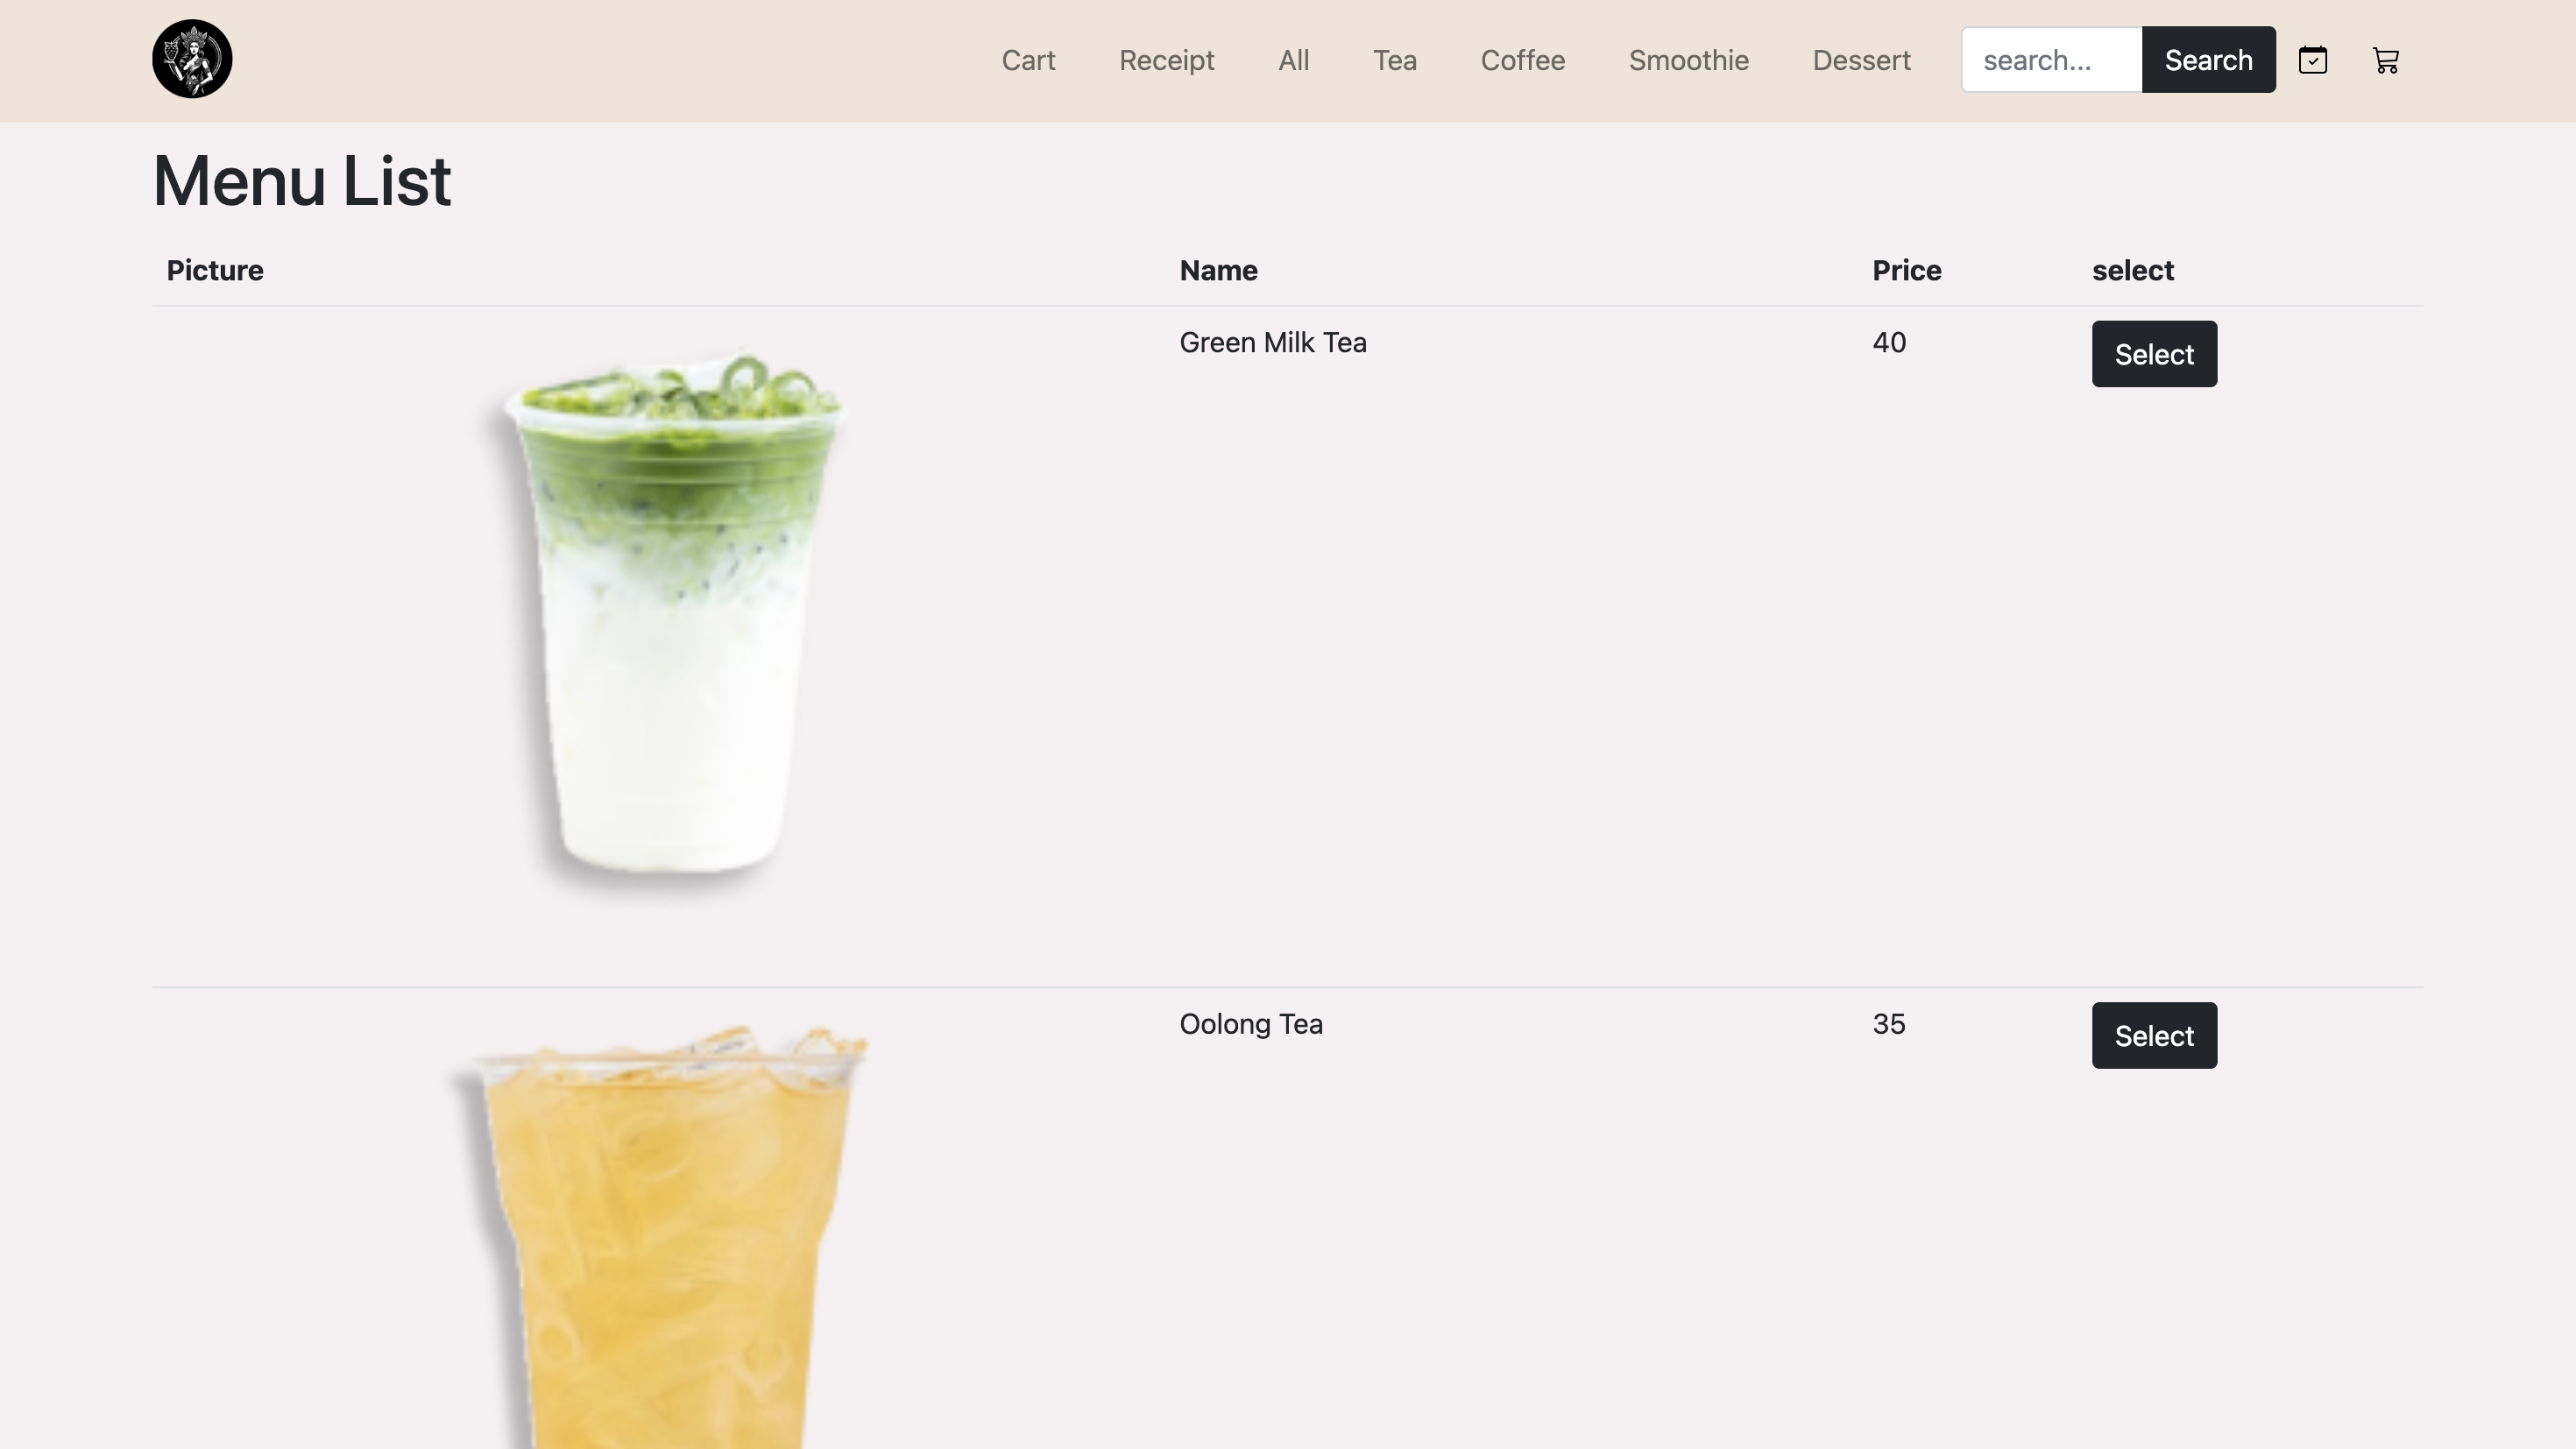 Cart Receipt All Tea Coffee Smoothie Dessert search... Search
Menu List
Picture Name Price select
Green Milk Tea 40 Select
Oolong Tea 35 Select